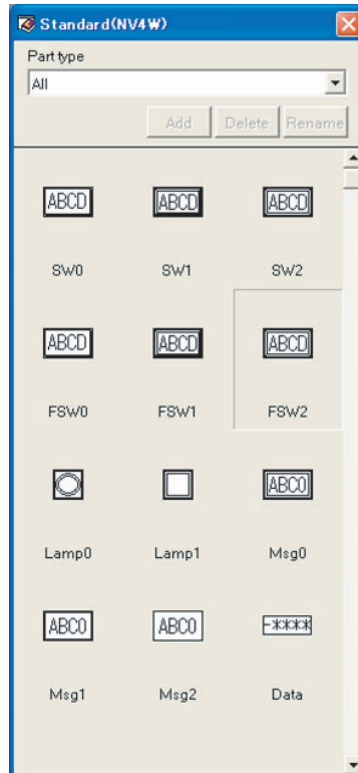 Standard(NV4W)
Part type
All
Add Delete Rename
ABCD ABCD ABCD
SW0 SW1 SW2
ABCD ABCD ABCD
FSW0 FSW1 FSW2
ABC0
Lamp0 Lamp1 Msg0
ABC0 ABC0 -****
Msg1 Msg2 Data